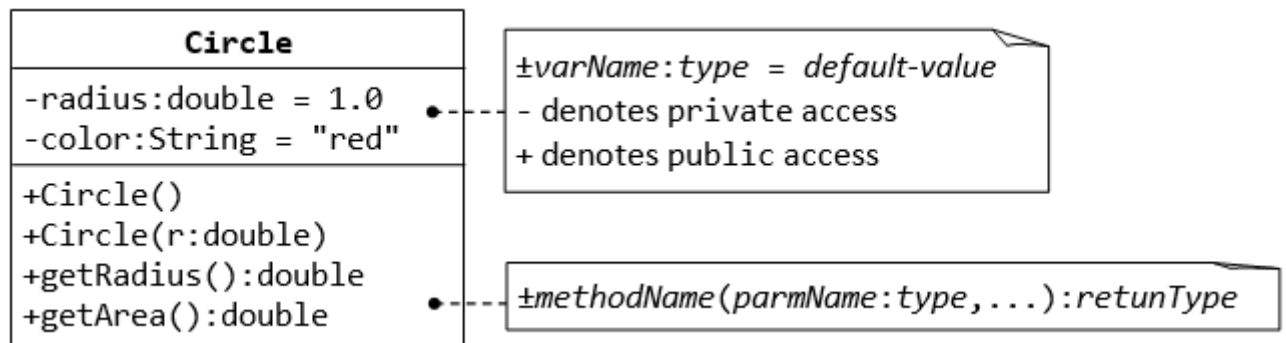 Circle
-radius:double = 1.0
-color:String = "red"
+Circle()
+Circle(r:double)
+getRadius():double
+getArea():double
±varName:type = default-value
- denotes private access
+ denotes public access
±methodName(parmName:type,...):retunType